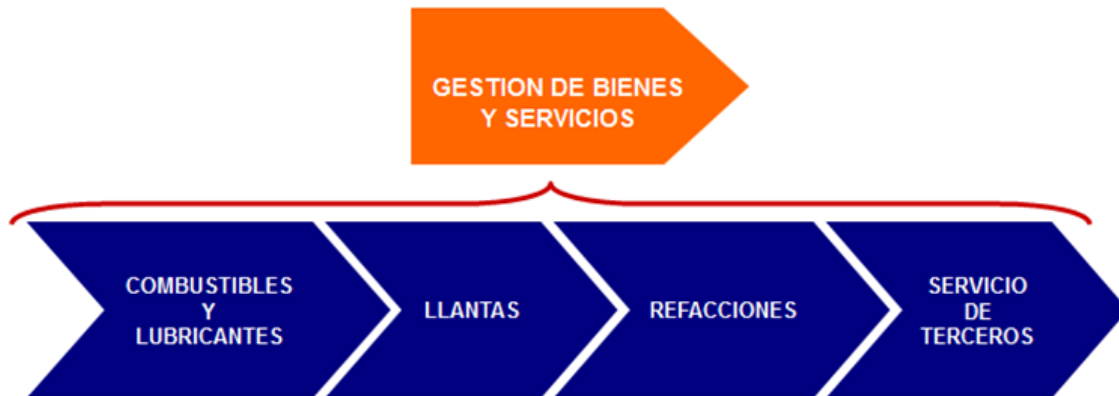 GESTION DE BIENES
Y SERVICIOS
COMBUSTIBLES
Y
LUBRICANTES
LLANTAS
REFACCIONES
SERVICIO
DE
TERCEROS